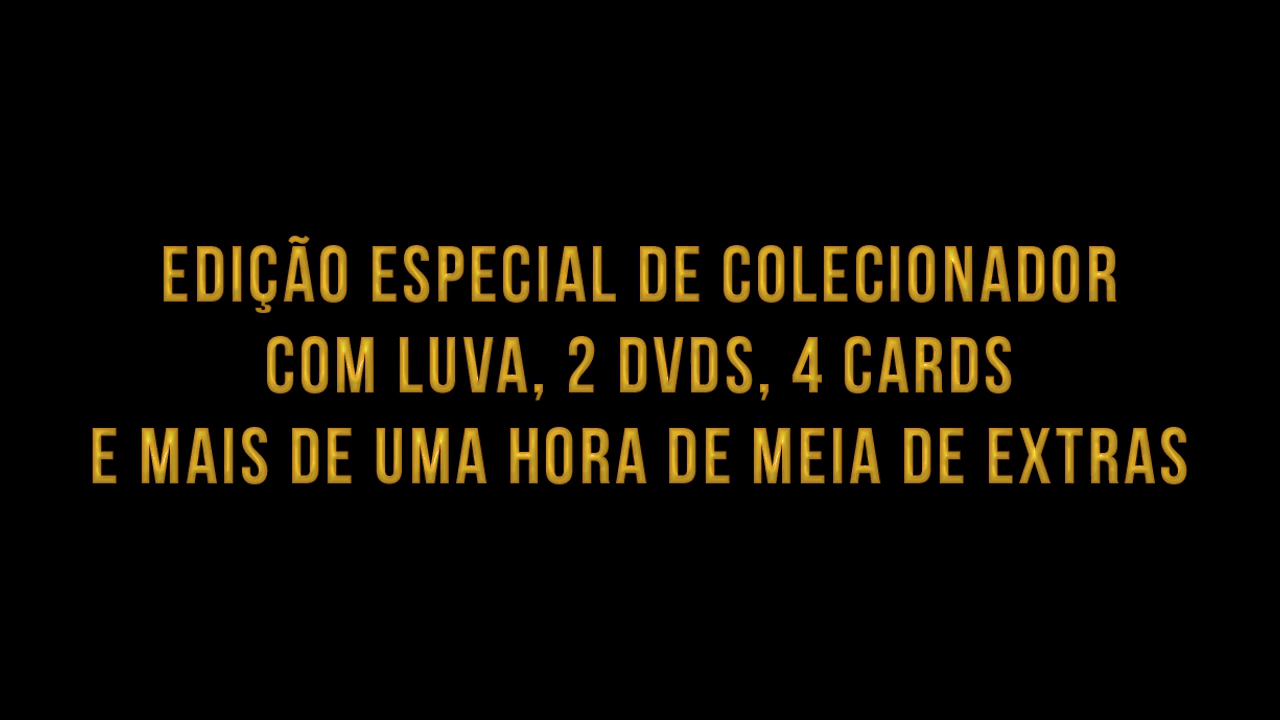 EDIÇÃO ESPECIAL DE COLECIONADOR
COM LUVA, 2 DVDS, 4 CARDS
E MAIS DE UMA HORA DE MEIA DE EXTRAS